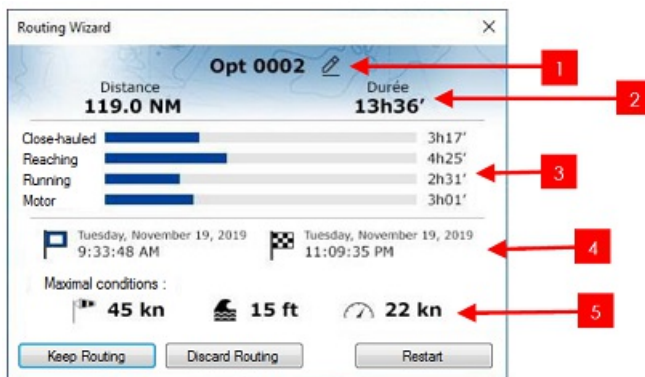 Routing Wizard
Opt 0002
1
Distance
Durée
119.0 NM
13h36′
2
Close-hauled
3h17′
Reaching
4h25′
3
Running
2h31′
Motor
3h01′
Tuesday, November 19, 2019
9:33:48 AM
Tuesday, November 19, 2019
11:09:35 PM
4
Maximal conditions :
45 kn
15 ft
22 kn
5
Keep Routing
Discard Routing
Restart